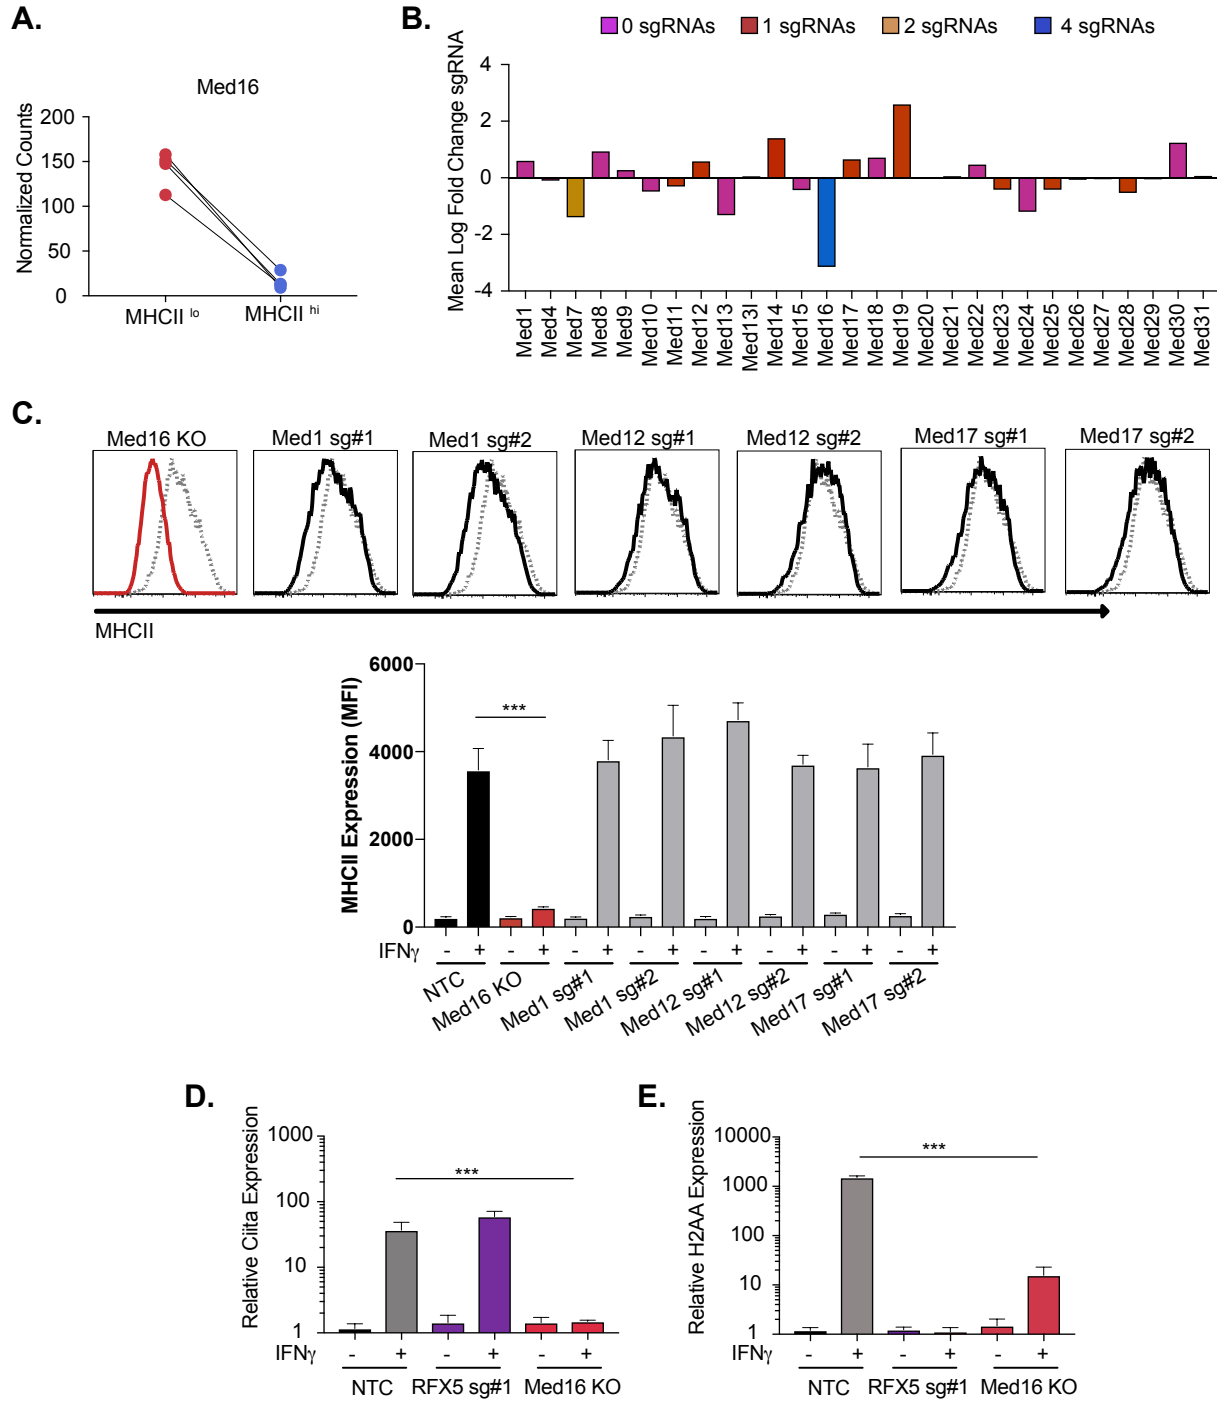 A.
Med16
Normalized Counts
200
150
100
50
0
MHCII lo
MHCII hi
B.
0 sgRNAs
1 sgRNAs
2 sgRNAs
4 sgRNAs
Mean Log Fold Change sgRNA
4
2
0
-2
-4
Med1
Med4
Med7
Med8
Med9
Med10
Med11
Med12
Med13
Med13l
Med14
Med15
Med16
Med17
Med18
Med19
Med20
Med21
Med22
Med23
Med24
Med25
Med26
Med27
Med28
Med29
Med30
Med31
C.
Med16 KO
Med1 sg#1
Med1 sg#2
Med12 sg#1
Med12 sg#2
Med17 sg#1
Med17 sg#2
MHCII
MHCII Expression (MFI)
6000
4000
2000
0
***
IFNγ - + - + - + - + - + - + - + - +
NTC
Med16 KO
Med1 sg#1
Med1 sg#2
Med12 sg#1
Med12 sg#2
Med17 sg#1
Med17 sg#2
D.
Relative Ciita Expression
1000
100
10
1
***
IFNγ - + - + - +
NTC
RFX5 sg#1
Med16 KO
E.
Relative H2AA Expression
10000
1000
100
10
1
***
IFNγ - + - + - +
NTC
RFX5 sg#1
Med16 KO